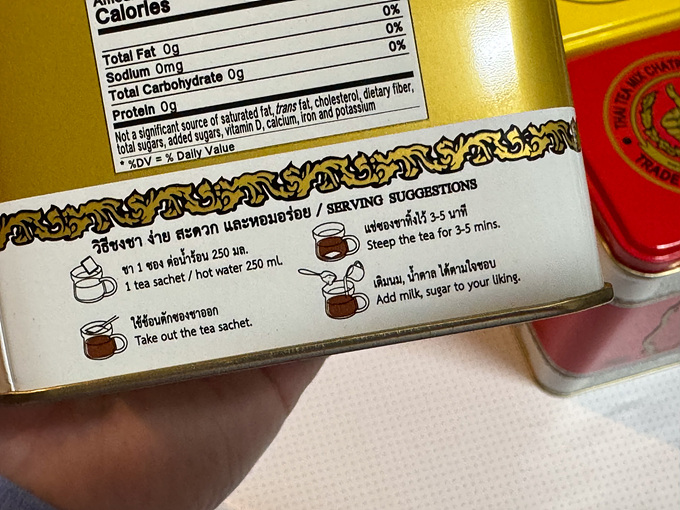 Calories
0%
Total Fat 0g 0%
Sodium 0mg 0%
Total Carbohydrate 0g
Protein 0g
Not a significant source of saturated fat, trans fat, cholesterol, dietary fiber,
total sugars, added sugars, vitamin D, calcium, iron and potassium
* %DV = % Daily Value
วิธีชงชา ง่าย สะดวก และหอมอร่อย / SERVING SUGGESTIONS
ชา 1 ซอง ต่อน้ำร้อน 250 มล.
1 tea sachet / hot water 250 ml.
แช่ซองชาทิ้งไว้ 3-5 นาที
Steep the tea for 3-5 mins.
ใช้ช้อนตักซองชาออก
Take out the tea sachet.
เติมนม, น้ำตาล ได้ตามใจชอบ
Add milk, sugar to your liking.
THAI TEA MIX
TRADE